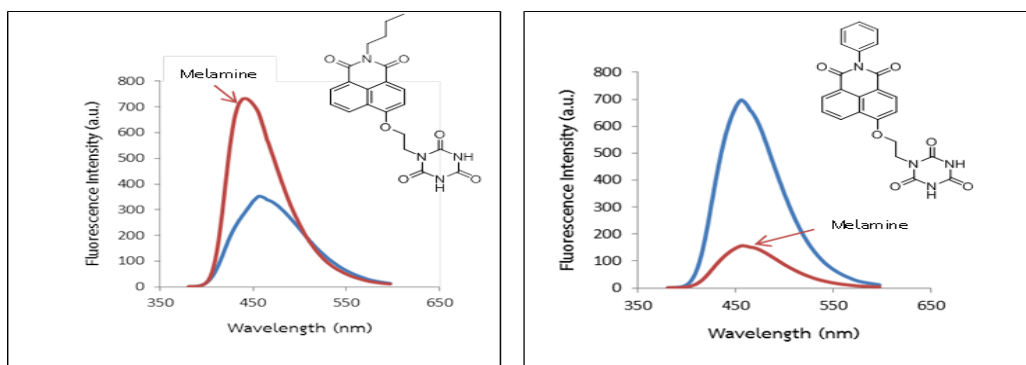 N
O
O
O
O
N
NH
O
N
H
O
Melamine
800
700
600
500
400
300
200
100
0
350
450
550
650
Fluorescence Intensity (a.u.)
Wavelength (nm)
N
O
O
O
O
N
NH
O
N
H
O
Melamine
800
700
600
500
400
300
200
100
0
350
450
550
650
Fluorescence Intensity (a.u.)
Wavelength (nm)